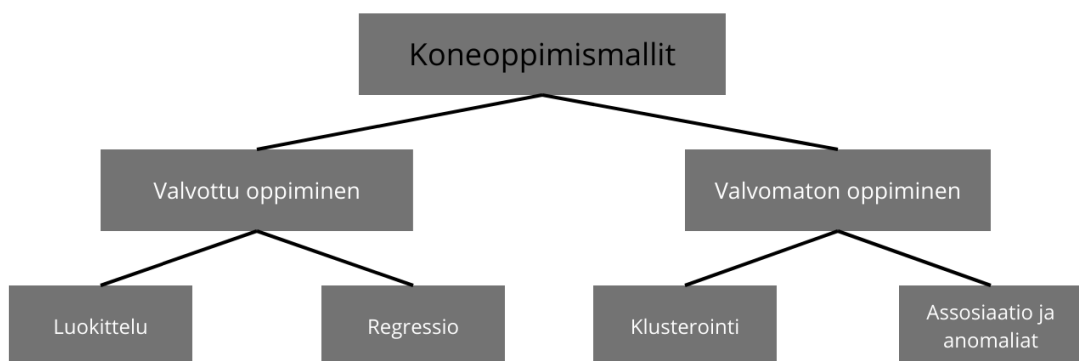 Koneoppimismallit
Valvottu oppiminen
Valvomaton oppiminen
Luokittelu
Regressio
Klusterointi
Assosiaatio ja
anomaliat